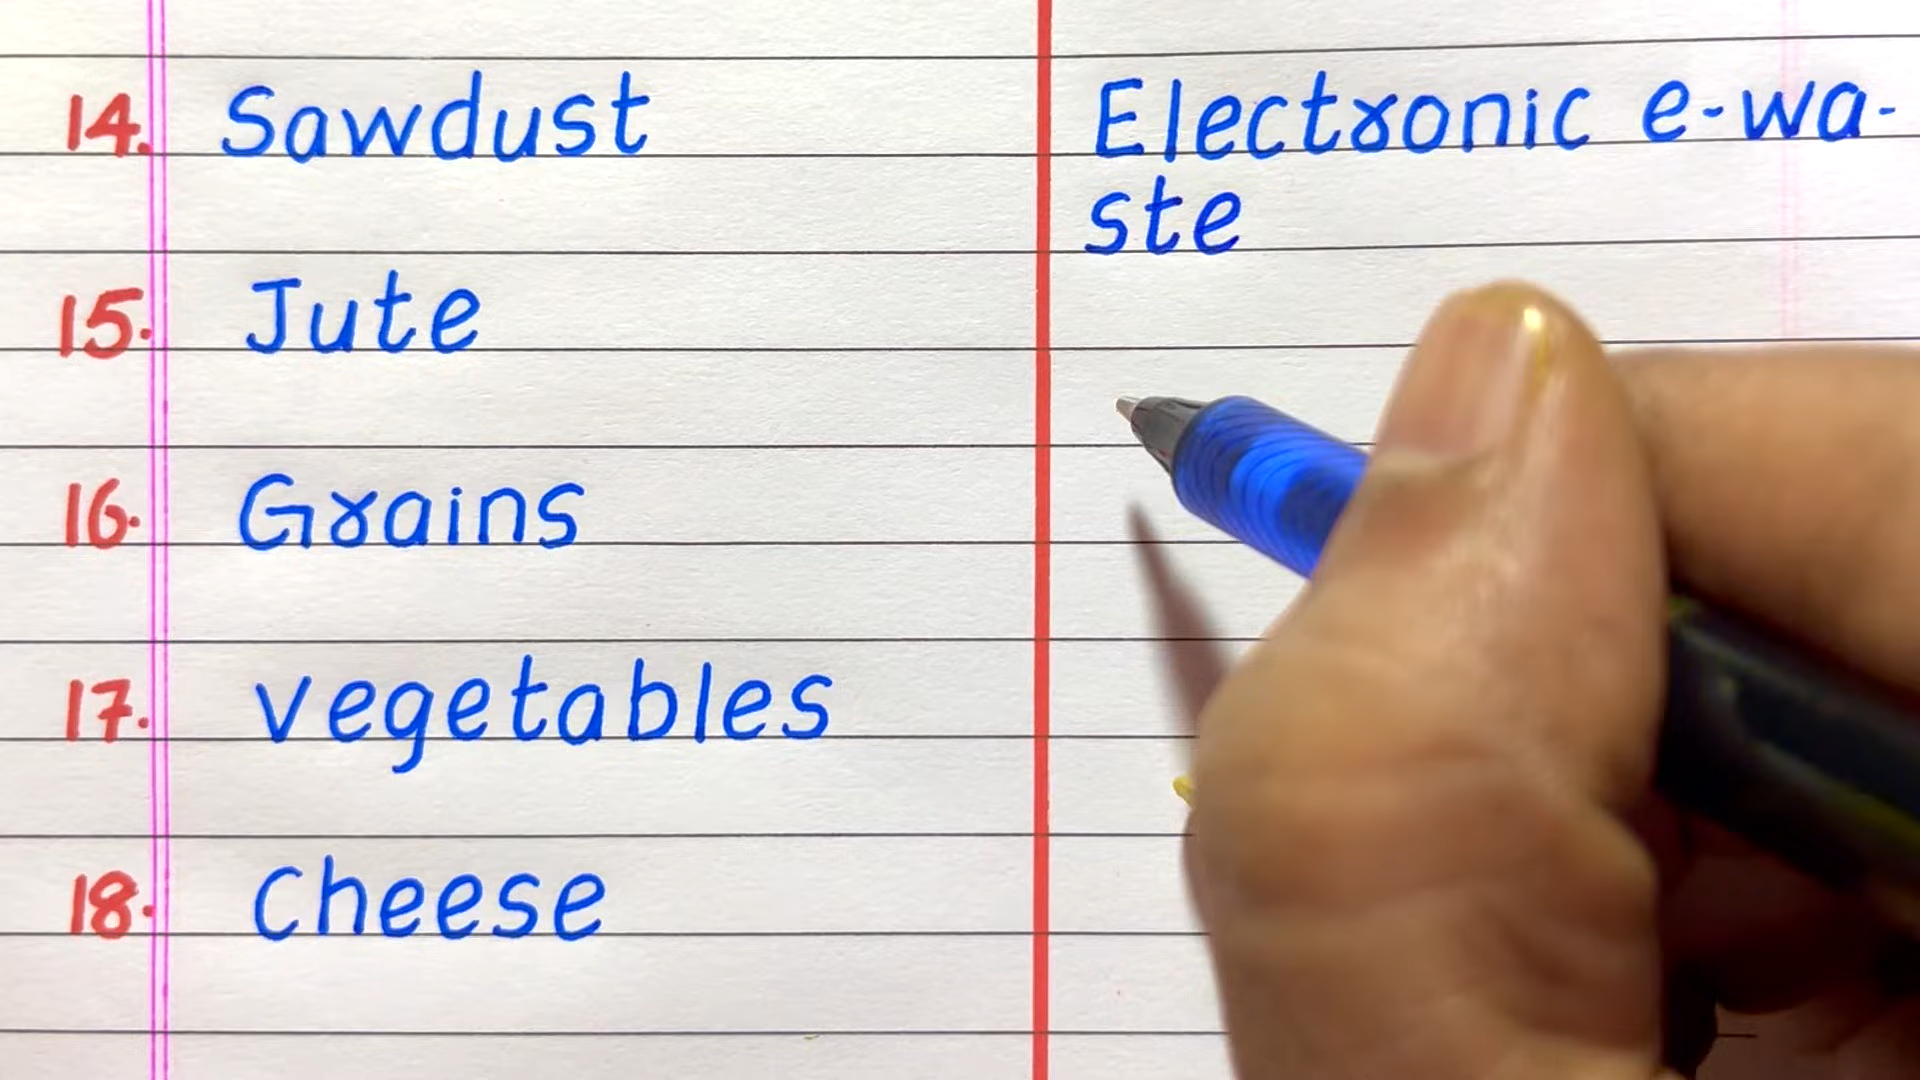 14. Sawdust Electronic e-wa-
ste
15. Jute
16. Grains
17. vegetables
18. cheese